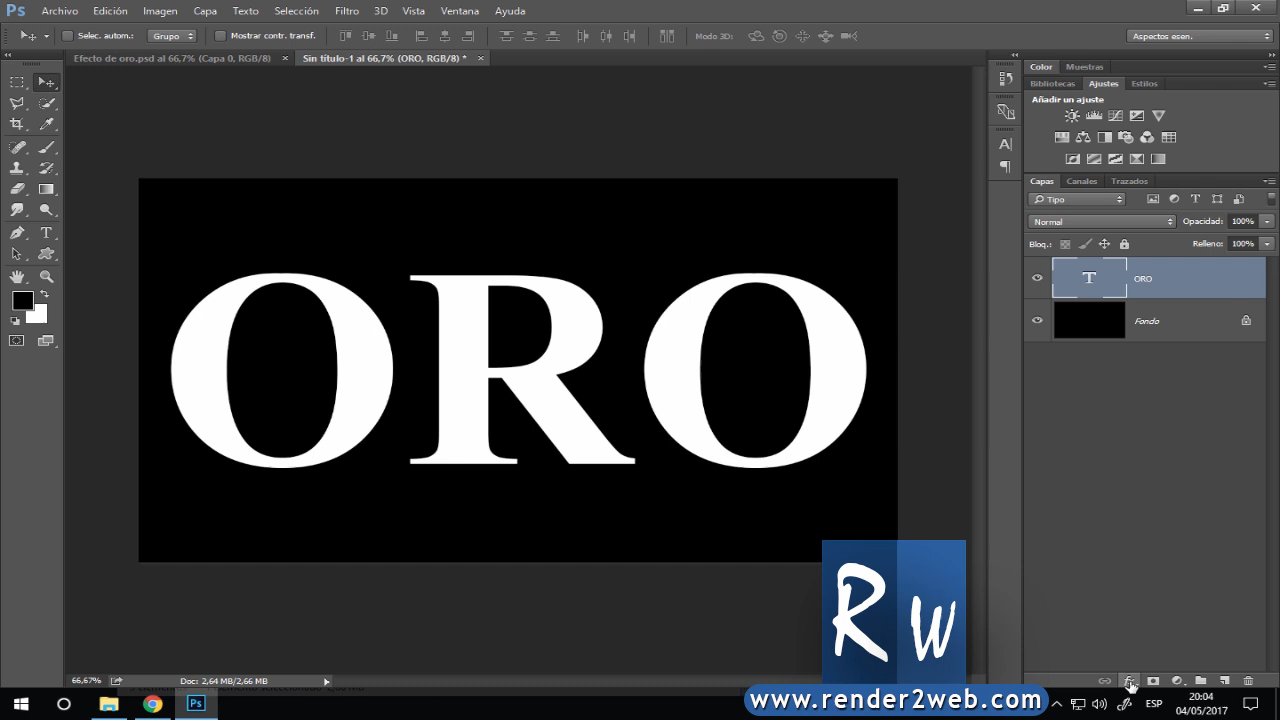 Ps Archivo Edición Imagen Capa Texto Selección Filtro 3D Vista Ventana Ayuda
Selec. autom.: Grupo Mostrar contr. transf. Modo 3D: Aspectos esen.
Efecto de oro.psd al 66,7% (Capa 0, RGB/8) × Sin título-1 al 66,7% (ORO, RGB/8) * ×
Color Muestras
Bibliotecas Ajustes Estilos
Añadir un ajuste
Capas Canales Trazados
Tipo
Normal Opacidad: 100%
Bloq.: Relleno: 100%
T ORO
Fondo
ORO
Rw
66,67% Doc: 2,64 MB/2,66 MB
www.render2web.com
Ps ESP 20:04
04/05/2017